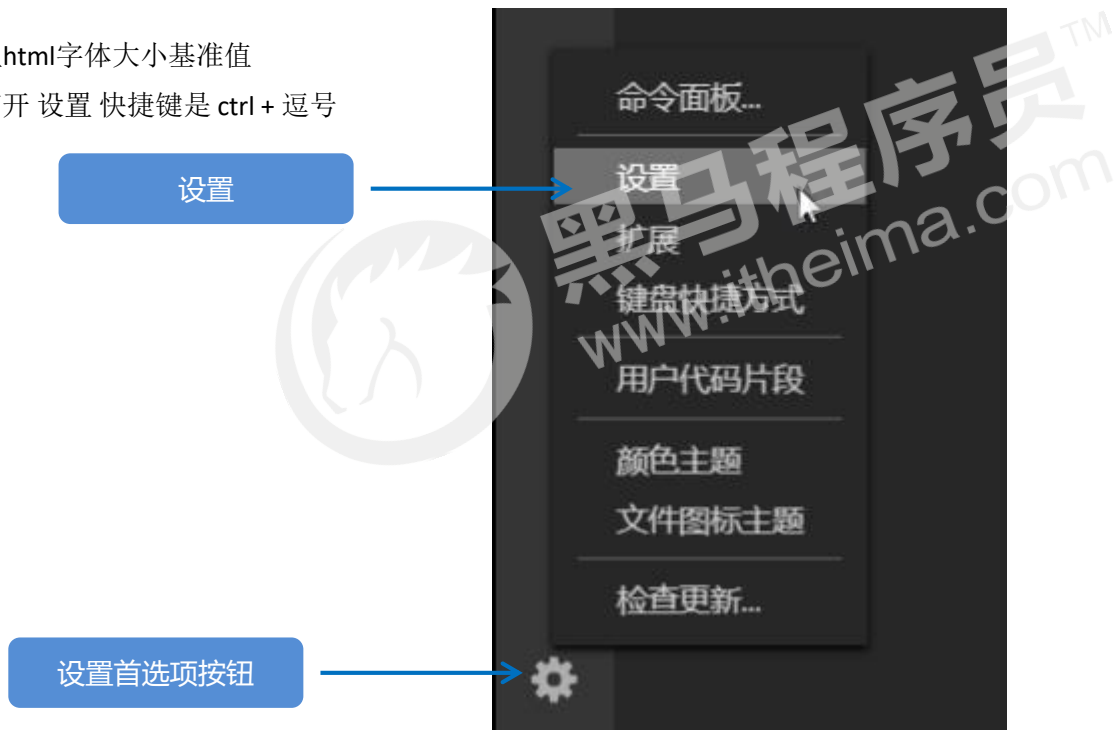 html字体大小基准值
开 设置 快捷键是 ctrl + 逗号
命令面板...
设置
设置
扩展
键盘快捷方式
用户代码片段
颜色主题
文件图标主题
检查更新...
设置首选项按钮
黑马程序员TM
www.itheima.com